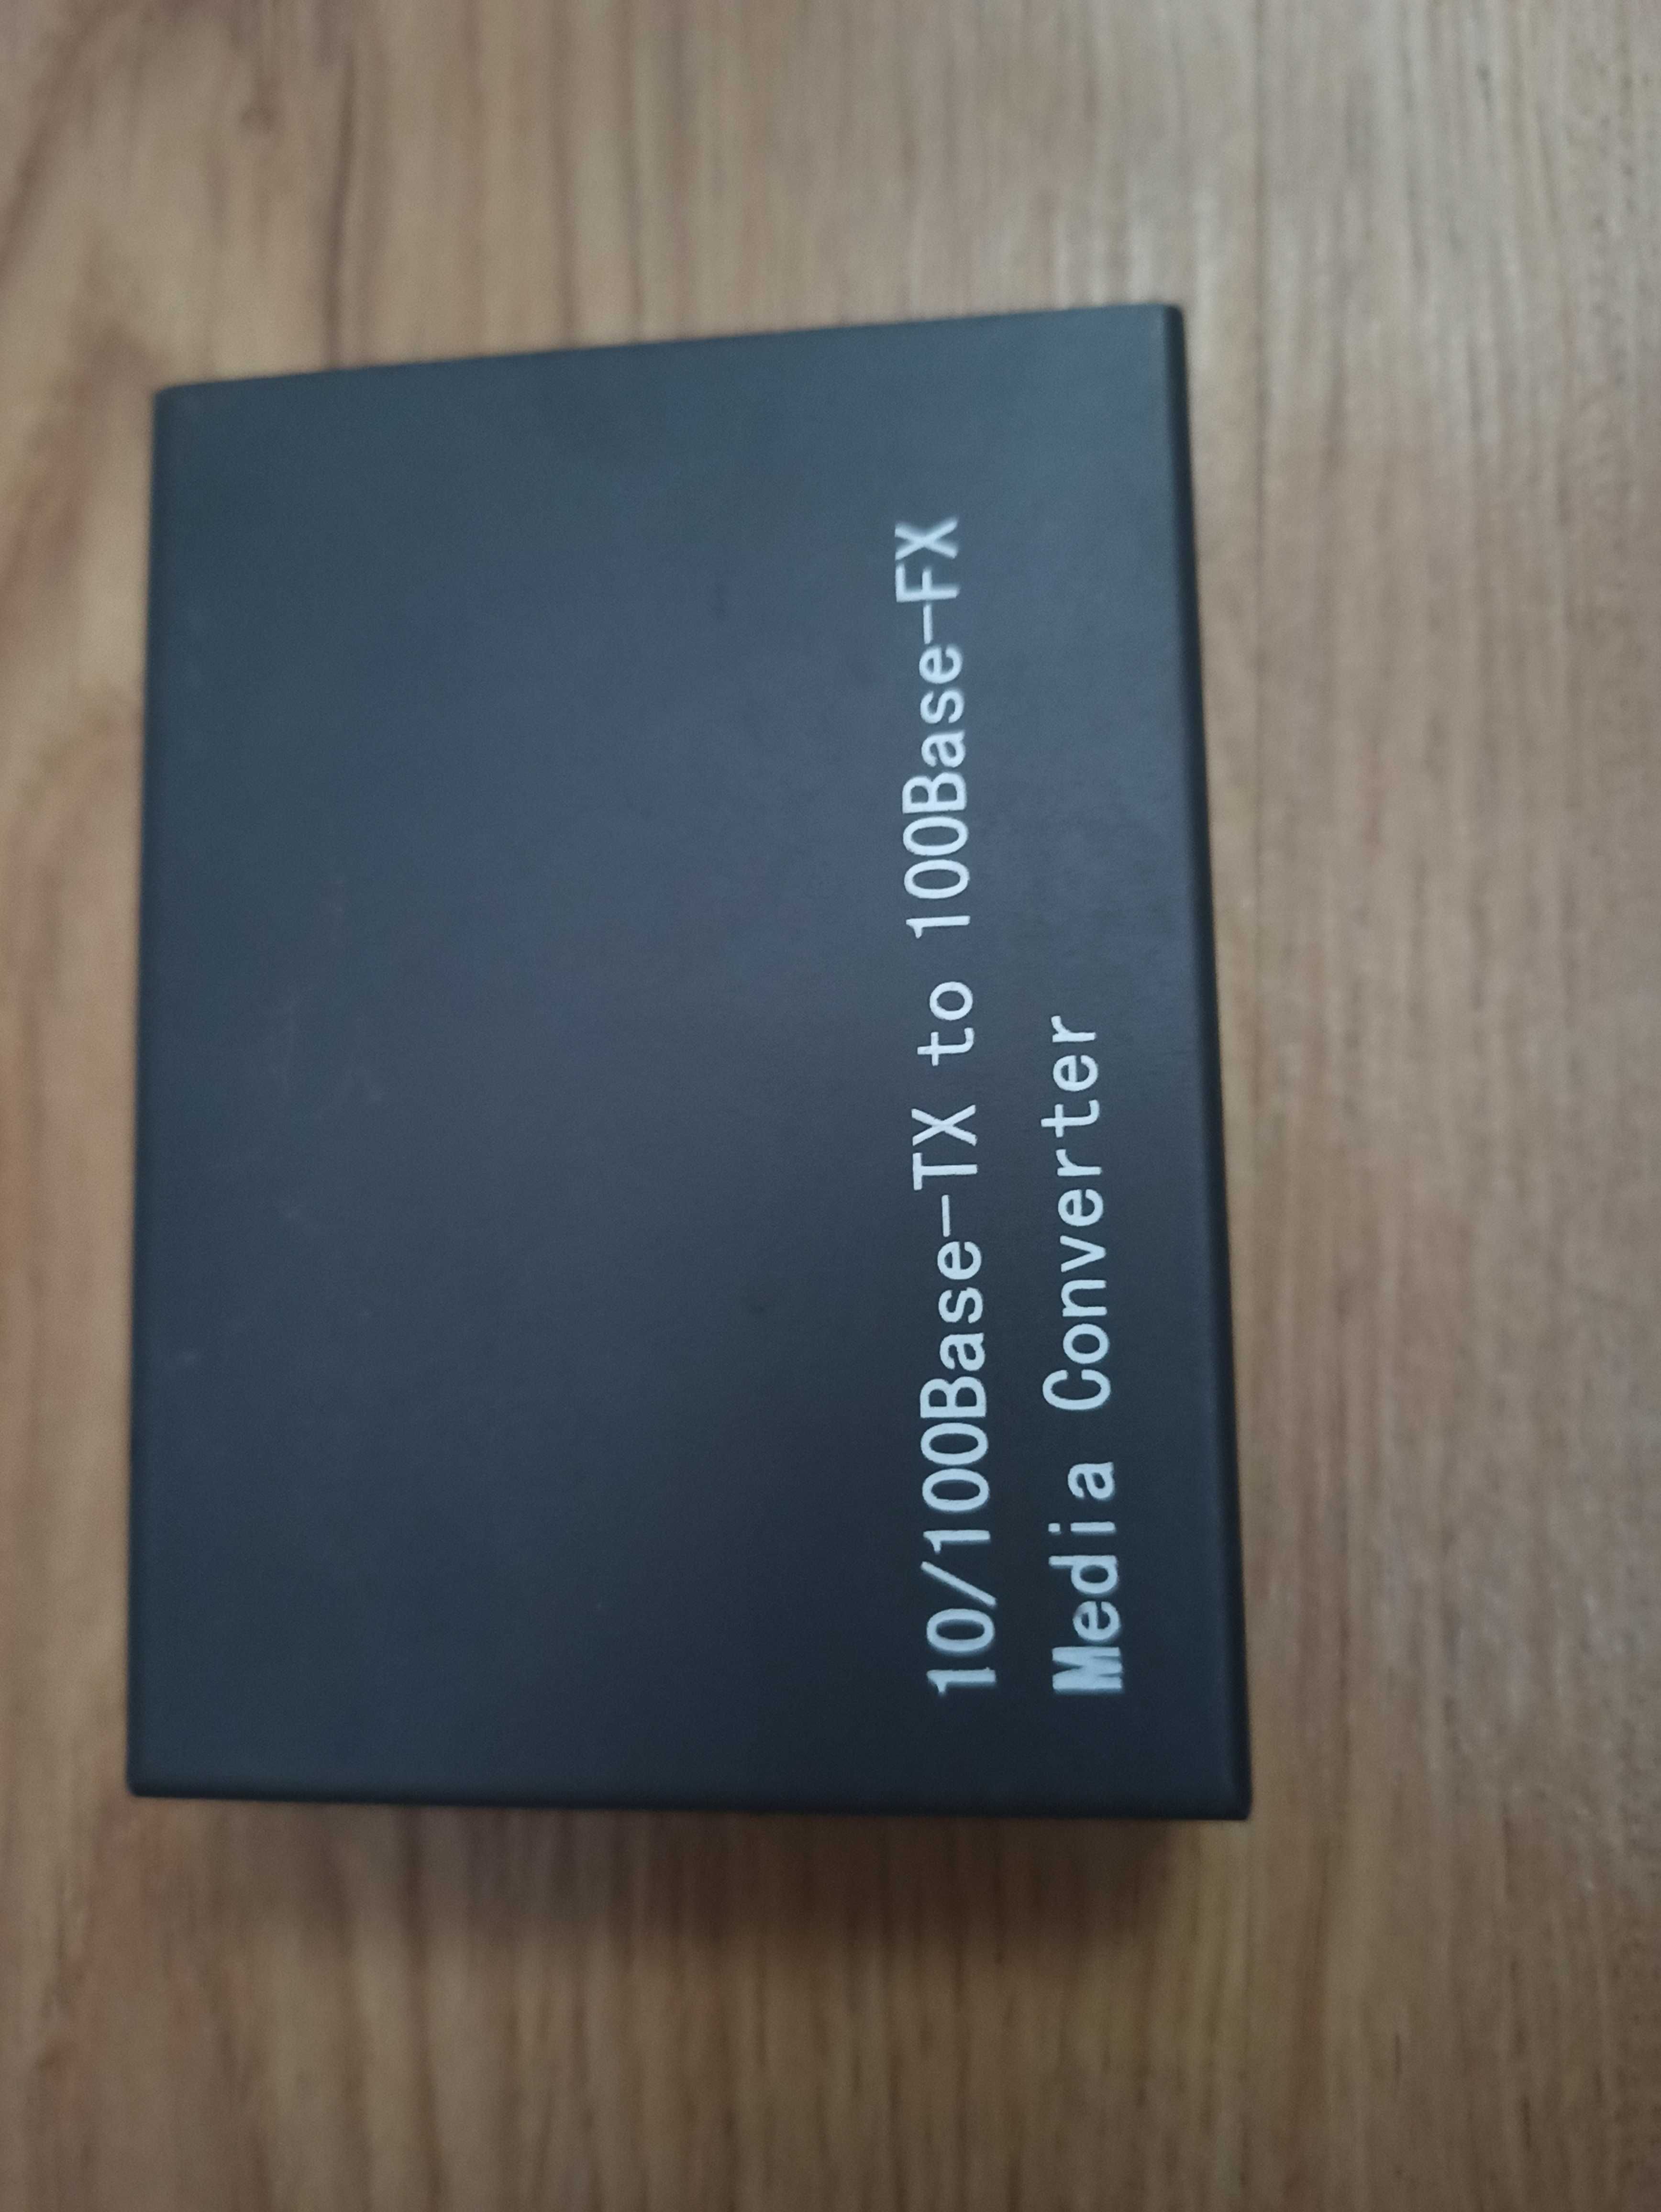 10/100Base-TX to 100Base-FX
Media Converter